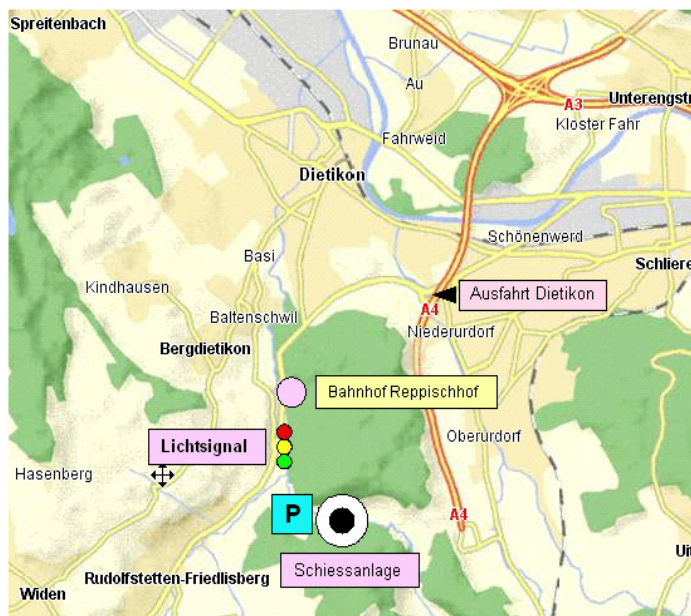 Spreitenbach
Brunau
Au
A3
Unterengstr
Kloster Fahr
Fahrweid
Dietikon
Schönenwerd
Basi
Schliere
Kindhausen
Ausfahrt Dietikon
A4
Baltenschwil
Niederurdorf
Bergdietikon
Bahnhof Reppischhof
Lichtsignal
Oberurdorf
Hasenberg
P
A4
Uit
Schiessanlage
Rudolfstetten-Friedlisberg
Widen